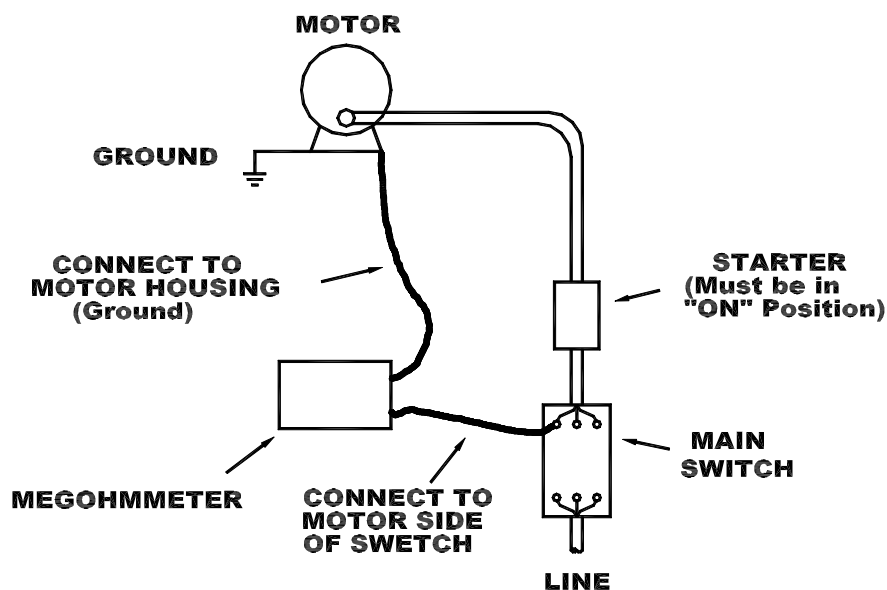 MOTOR
GROUND
CONNECT TO
MOTOR HOUSING
(Ground)
STARTER
(Must be in
"ON" Position)
MAIN
SWITCH
MEGOHMMETER
CONNECT TO
MOTOR SIDE
OF SWETCH
LINE